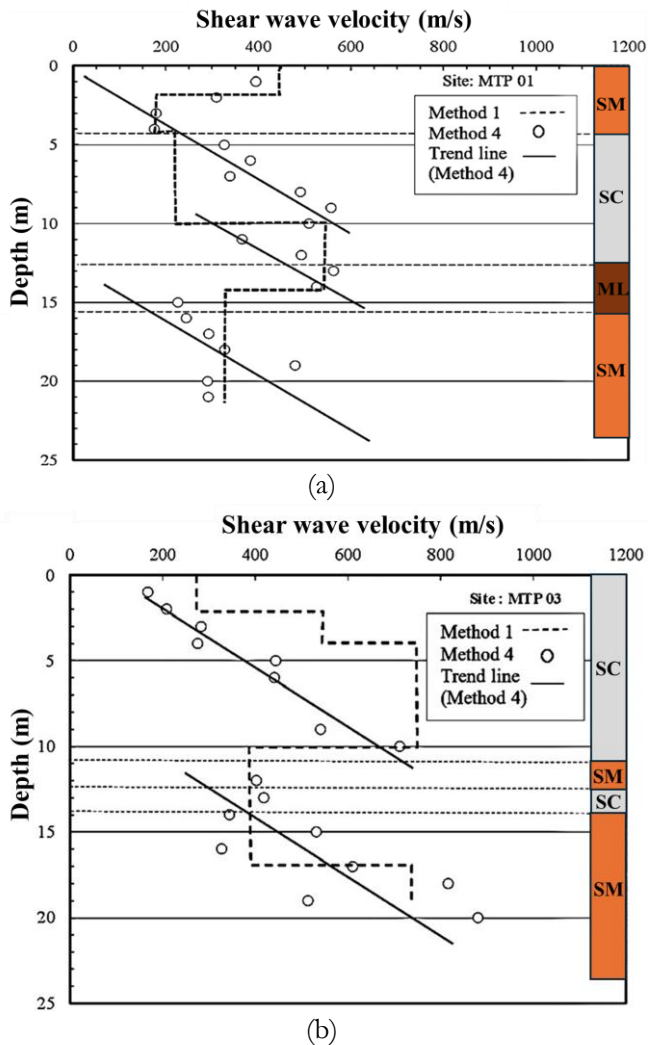 Shear wave velocity (m/s)
0 200 400 600 800 1000 1200
Depth (m)
0
5
10
15
20
25
Site: MTP 01
Method 1
Method 4
Trend line
(Method 4)
SM
SC
ML
SM
(a)
Shear wave velocity (m/s)
0 200 400 600 800 1000 1200
Depth (m)
0
5
10
15
20
25
Site : MTP 03
Method 1
Method 4
Trend line
(Method 4)
SC
SM
SC
SM
(b)